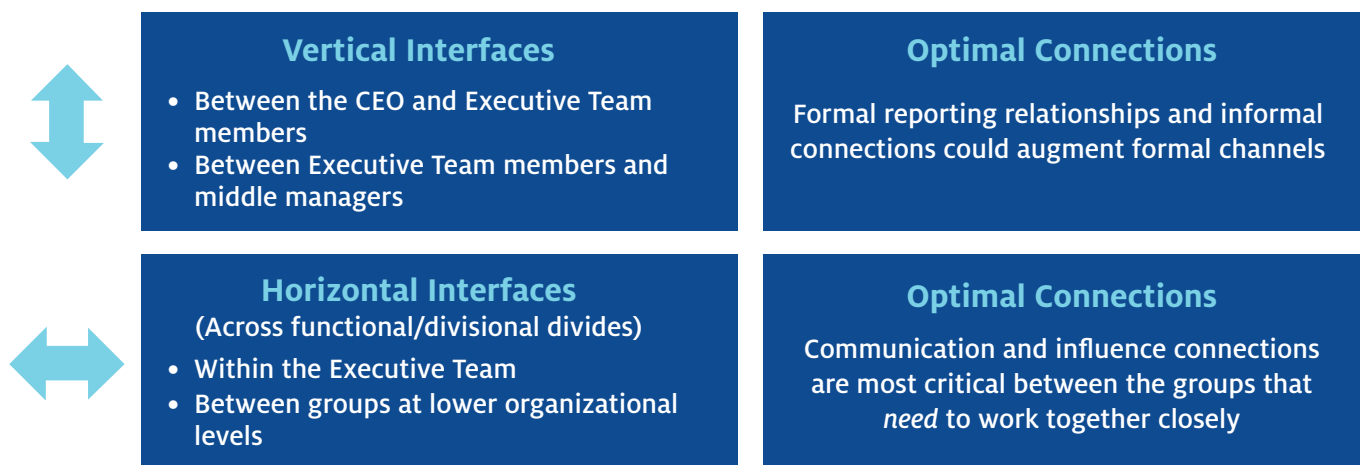 Vertical Interfaces
• Between the CEO and Executive Team
members
• Between Executive Team members and
middle managers
Optimal Connections
Formal reporting relationships and informal
connections could augment formal channels
Horizontal Interfaces
(Across functional/divisional divides)
• Within the Executive Team
• Between groups at lower organizational
levels
Optimal Connections
Communication and influence connections
are most critical between the groups that
need to work together closely